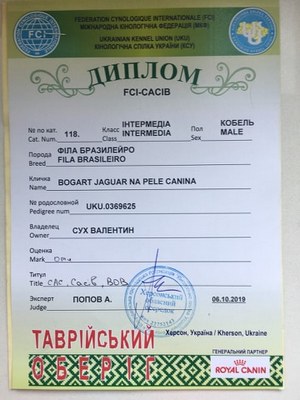 FEDERATION CYNOLOGIQUE INTERNATIONALE (FCI)
МІЖНАРОДНА КІНОЛОГІЧНА ФЕДЕРАЦІЯ (МКФ)
UKRAINIAN KENNEL UNION (UKU)
КІНОЛОГІЧНА СПІЛКА УКРАЇНИ (КСУ)
FCI
ДИПЛОМ
FCI-CACIB
№ по кат. 118. Класс ІНТЕРМЕДІА Пол КОБЕЛЬ
Cat. Num. Class INTERMEDIA Sex MALE
Порода ФІЛА БРАЗИЛЕЙРО
Breed FILA BRASILEIRO
Кличка
Name BOGART JAGUAR NA PELE CANINA
№ родословной
Pedigree num UKU.0369625
Владелец СУХ ВАЛЕНТИН
Owner
Оценка
Mark
Титул
Title CAC, Cacib, BOB
Эксперт ПОПОВ А. 06.10.2019
Judge
ТАВРІЙСЬКИЙ Херсон, Україна / Kherson, Ukraine
ОБЕРІГ
ГЕНЕРАЛЬНИЙ ПАРТНЕР
ROYAL CANIN